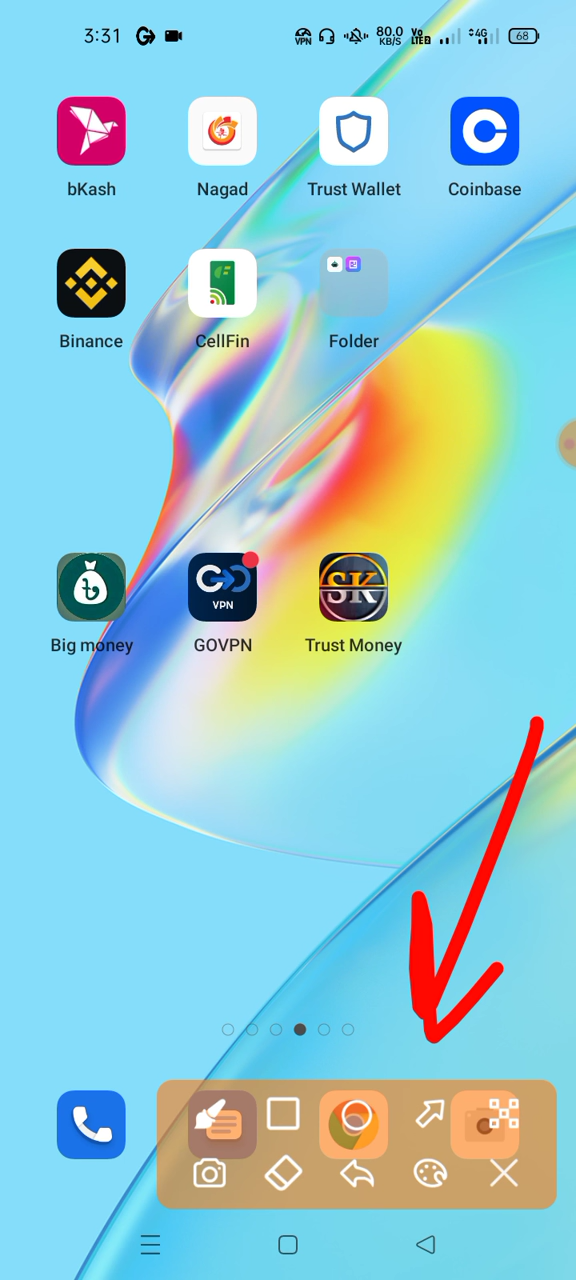 3:31 VPN 80.0 KB/S Vo LTE2 4G 68
bKash Nagad Trust Wallet Coinbase
Binance CellFin Folder
৳ VPN SK
Big money GOVPN Trust Money